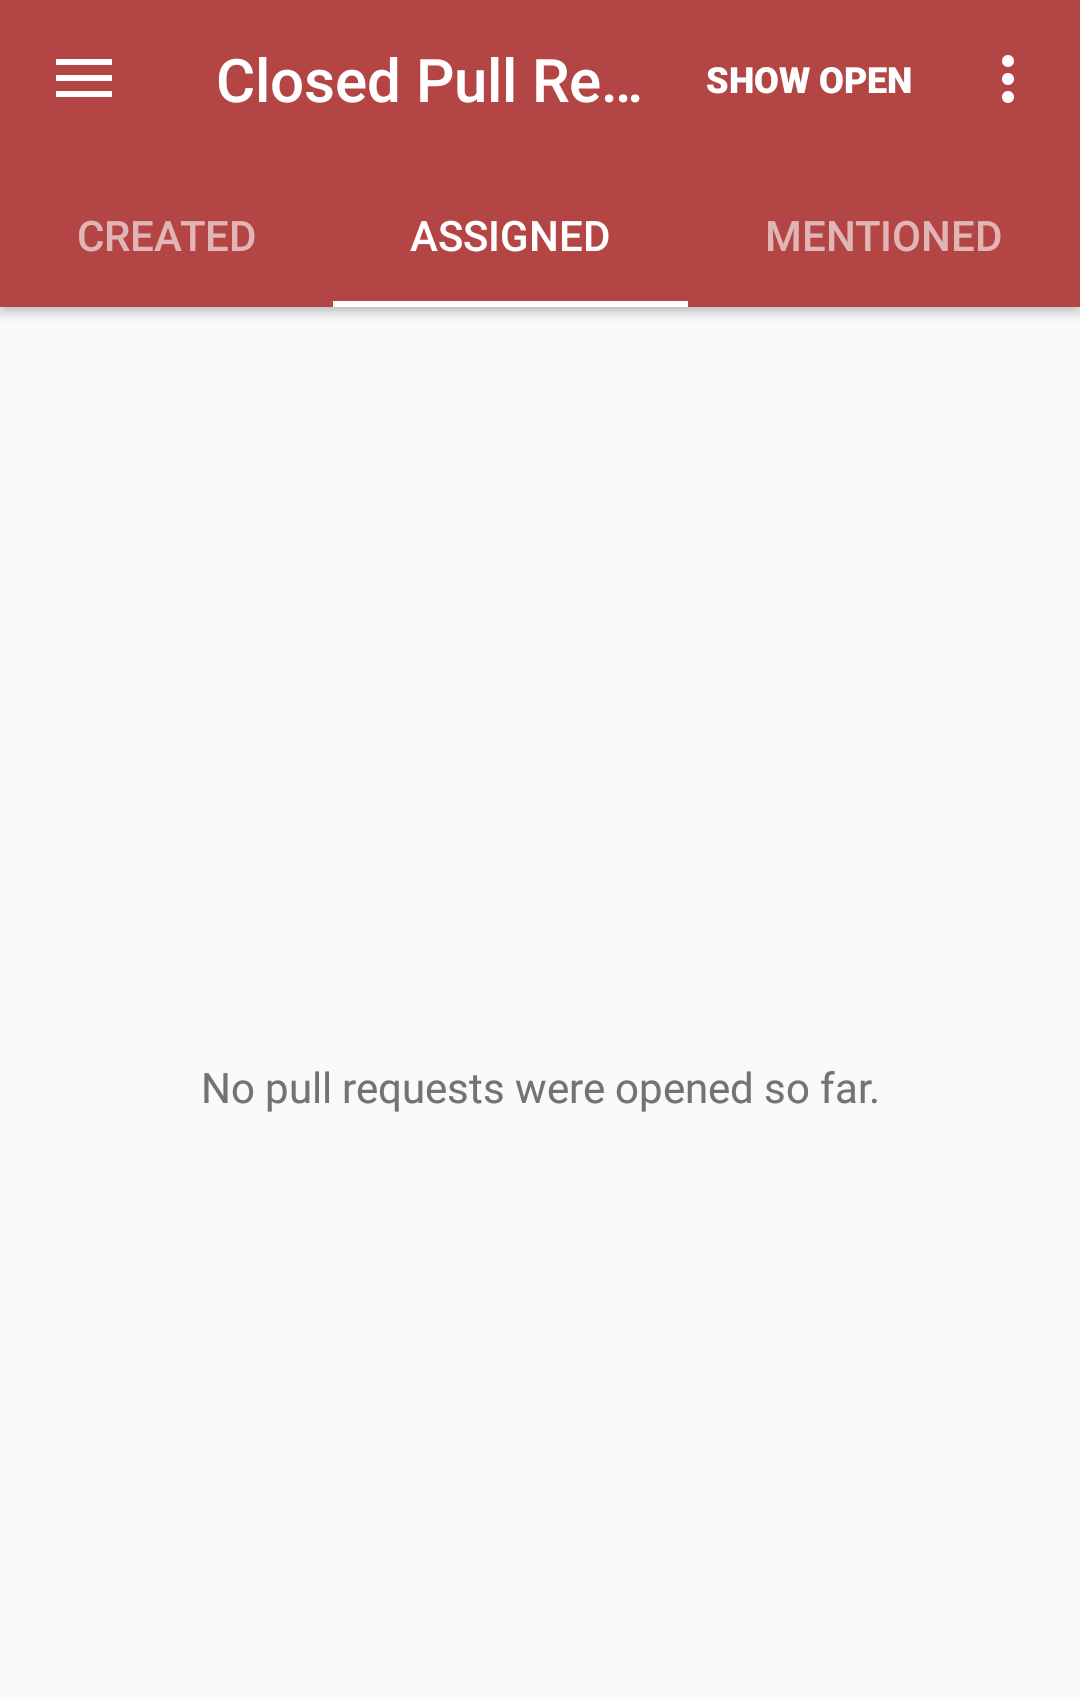 Closed Pull Re... SHOW OPEN
CREATED ASSIGNED MENTIONED
No pull requests were opened so far.